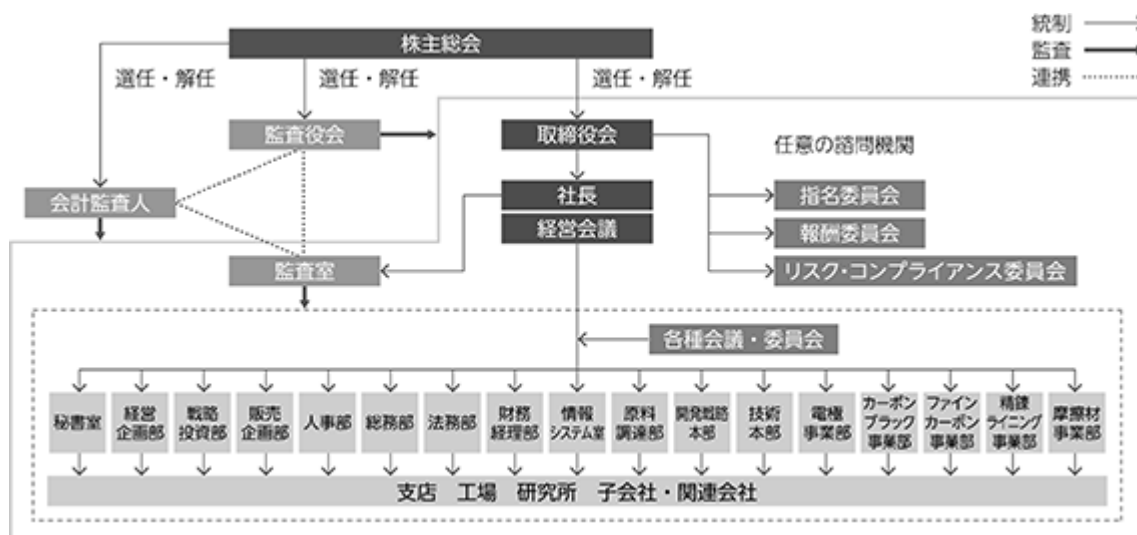 統制
監査
連携
株主総会
選任・解任
選任・解任
選任・解任
監査役会
取締役会
任意の諮問機関
会計監査人
社長
経営会議
指名委員会
報酬委員会
リスク・コンプライアンス委員会
監査室
各種会議・委員会
秘書室
経営
企画部
戦略
投資部
販売
企画部
人事部
総務部
法務部
財務
経理部
情報
システム室
原料
調達部
開発戦略
本部
技術
本部
電極
事業部
カーボン
ブラック
事業部
ファイン
カーボン
事業部
精錬
ライニング
事業部
摩擦材
事業部
支店 工場 研究所 子会社・関連会社